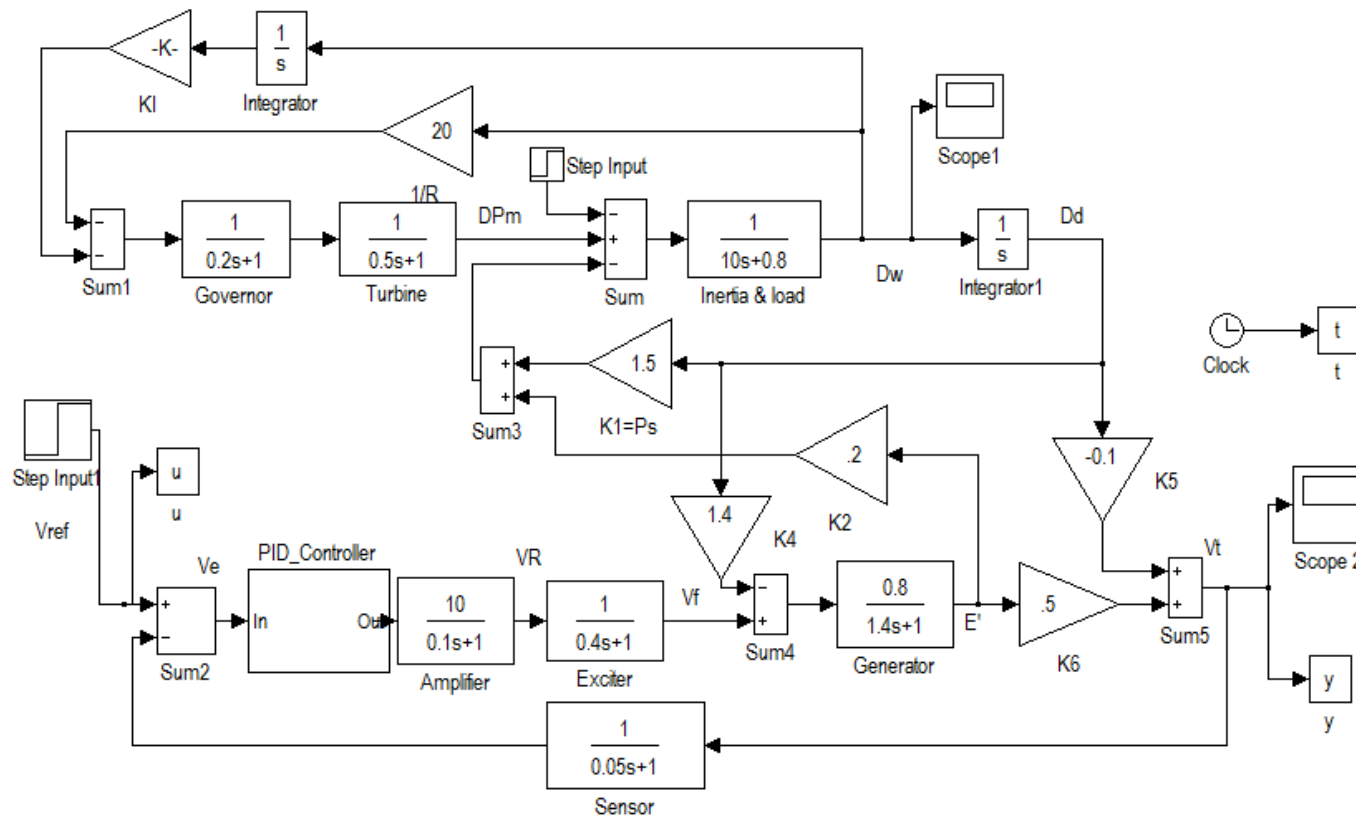 -K-
KI
1
s
Integrator
20
1/R
Step Input
Scope1
−
−
Sum1
1
0.2s+1
Governor
1
0.5s+1
Turbine
DPm
−
+
−
Sum
1
10s+0.8
Inertia & load
Dw
1
s
Integrator1
Dd
Clock
t
t
+
+
Sum3
1.5
K1=Ps
.2
K2
1.4
K4
-0.1
K5
Step Input1
Vref
u
u
Ve
+
−
Sum2
PID_Controller
In
Ou
10
0.1s+1
Amplifier
VR
1
0.4s+1
Exciter
Vf
−
+
Sum4
0.8
1.4s+1
Generator
E'
.5
K6
+
+
Sum5
Vt
Scope 2
y
y
1
0.05s+1
Sensor